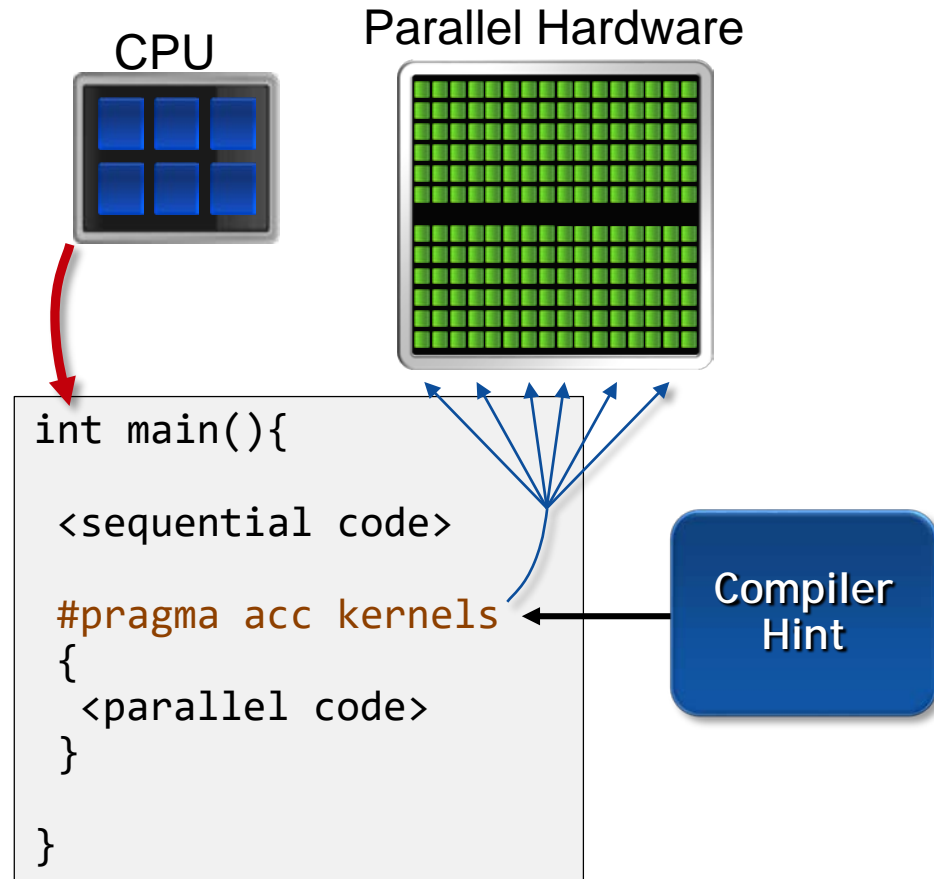 CPU
Parallel Hardware
int main(){
<sequential code>
#pragma acc kernels
{
<parallel code>
}
}
Compiler
Hint